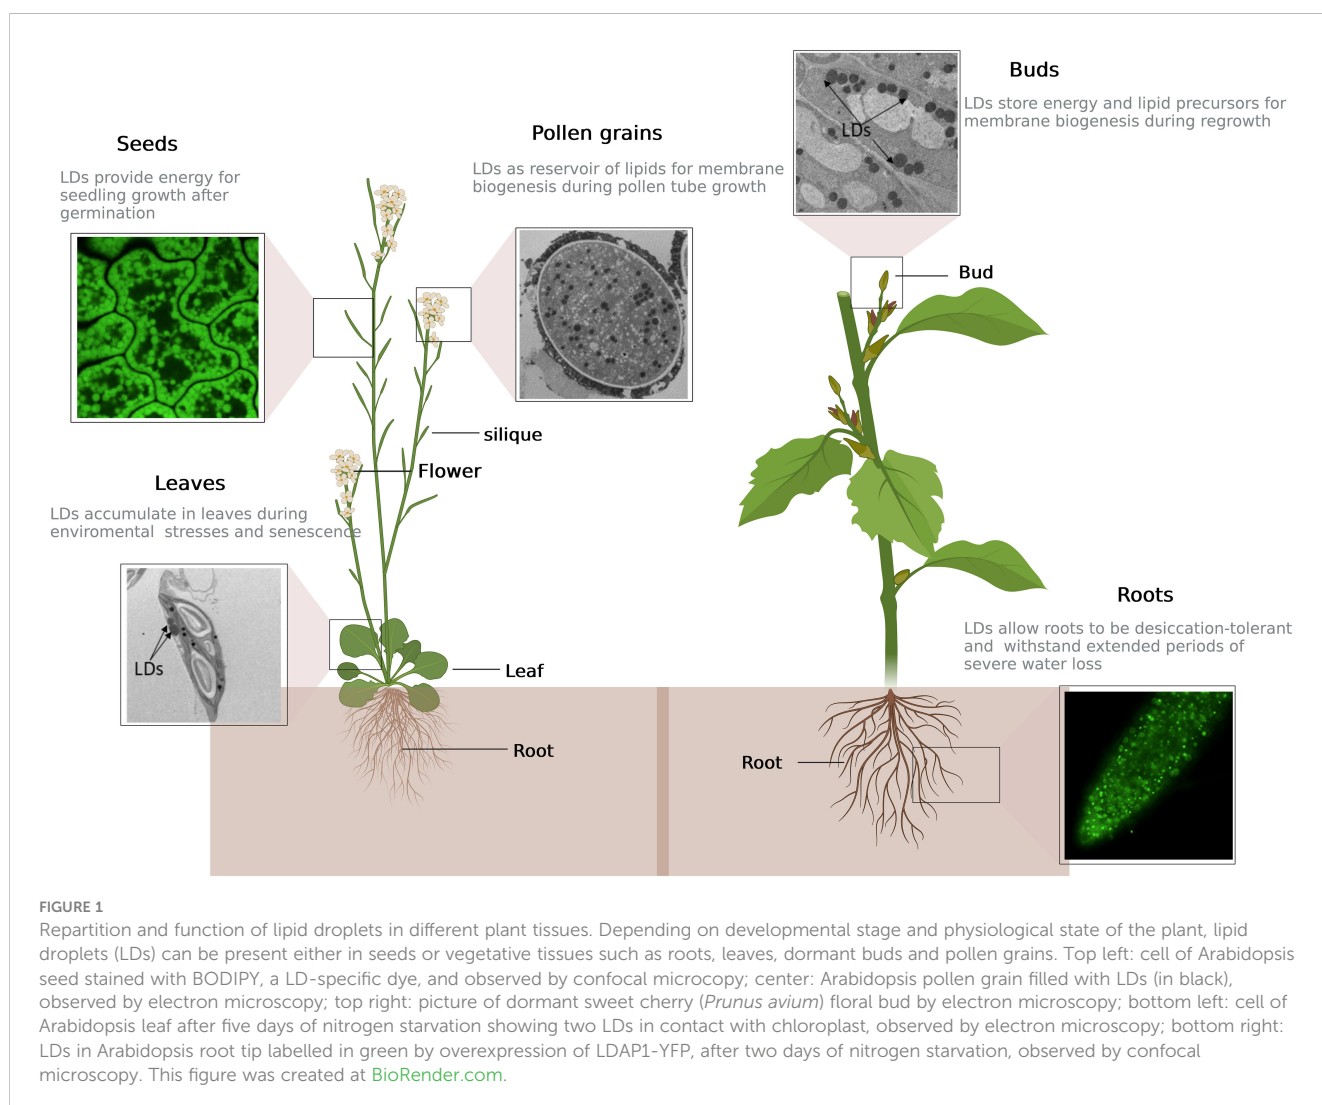 Buds
LDs store energy and lipid precursors for
membrane biogenesis during regrowth
LDs
Seeds
LDs provide energy for
seedling growth after
germination
Pollen grains
LDs as reservoir of lipids for membrane
biogenesis during pollen tube growth
Bud
silique
Flower
Leaves
LDs accumulate in leaves during
enviromental  stresses and senescence
LDs
Leaf
Root
Roots
LDs allow roots to be desiccation-tolerant
and  withstand extended periods of
severe water loss
Root
FIGURE 1
Repartition and function of lipid droplets in different plant tissues. Depending on developmental stage and physiological state of the plant, lipid
droplets (LDs) can be present either in seeds or vegetative tissues such as roots, leaves, dormant buds and pollen grains. Top left: cell of Arabidopsis
seed stained with BODIPY, a LD-specific dye, and observed by confocal microcopy; center: Arabidopsis pollen grain filled with LDs (in black),
observed by electron microscopy; top right: picture of dormant sweet cherry (Prunus avium) floral bud by electron microscopy; bottom left: cell of
Arabidopsis leaf after five days of nitrogen starvation showing two LDs in contact with chloroplast, observed by electron microscopy; bottom right:
LDs in Arabidopsis root tip labelled in green by overexpression of LDAP1-YFP, after two days of nitrogen starvation, observed by confocal
microscopy. This figure was created at BioRender.com.